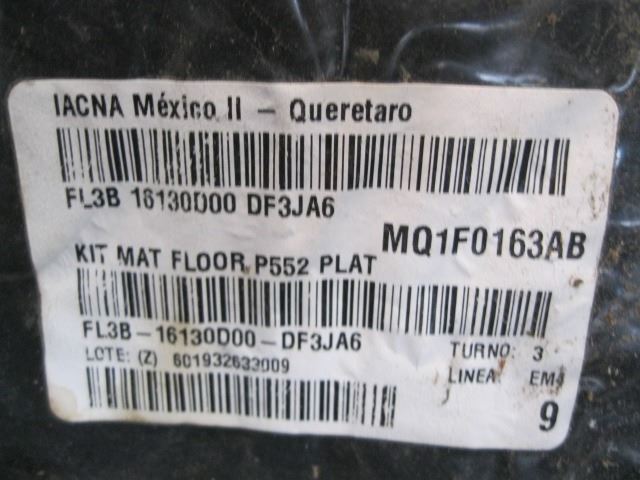 IACNA México II - Queretaro
FL3B 16130D00 DF3JA6
MQ1F0163AB
KIT MAT FLOOR P552 PLAT
FL3B-16130D00-DF3JA6
LOTE: (Z) 601932633009
TURNO: 3
LINEA: EM4
9